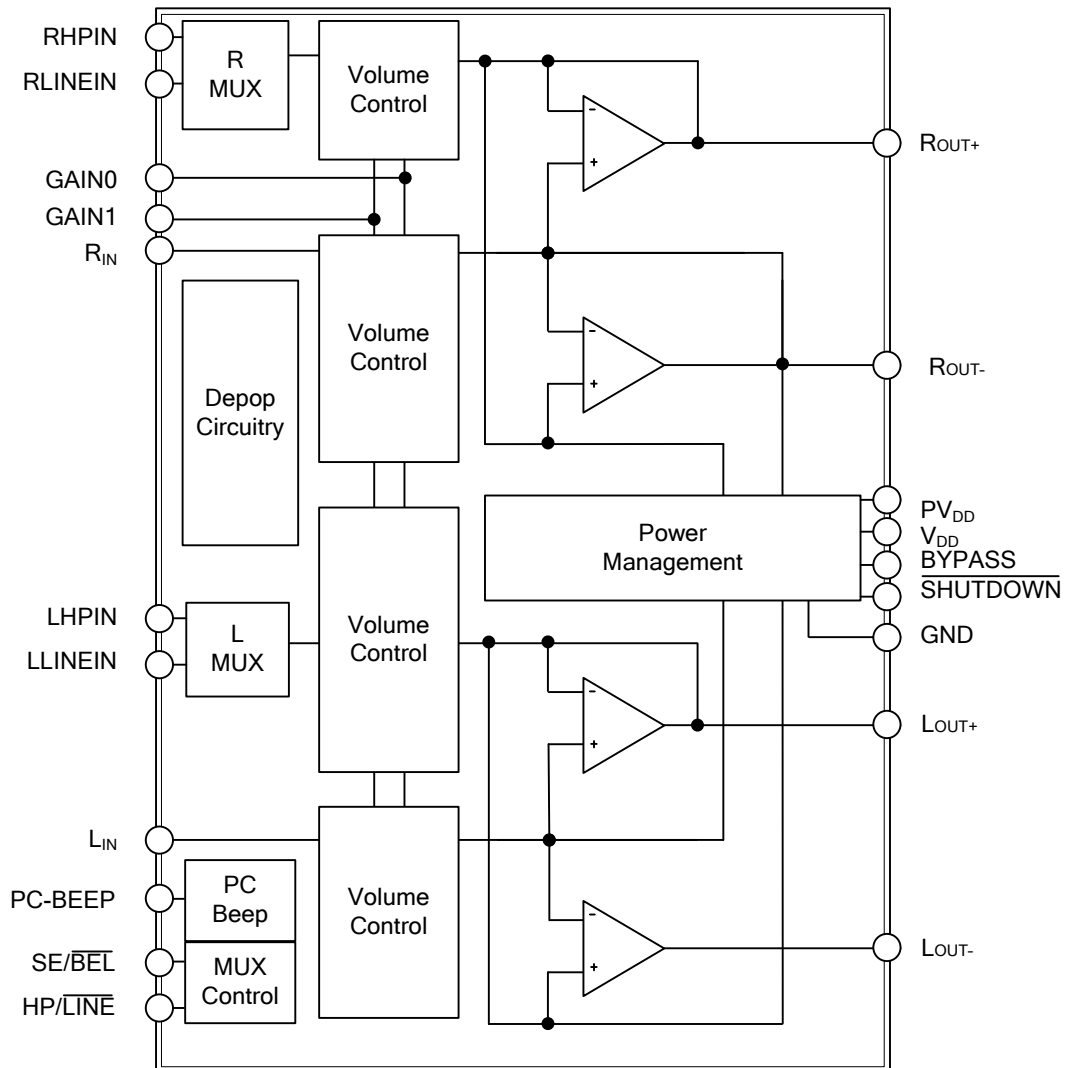 RHPIN
RLINEIN
GAIN0
GAIN1
RIN
LHPIN
LLINEIN
LIN
PC-BEEP
SE/BEL
HP/LINE
R
MUX
Volume
Control
Volume
Control
Depop
Circuitry
Volume
Control
L
MUX
Volume
Control
PC
Beep
MUX
Control
-
+
-
+
Power
Management
-
+
-
+
ROUT+
ROUT-
PVDD
VDD
BYPASS
SHUTDOWN
GND
LOUT+
LOUT-